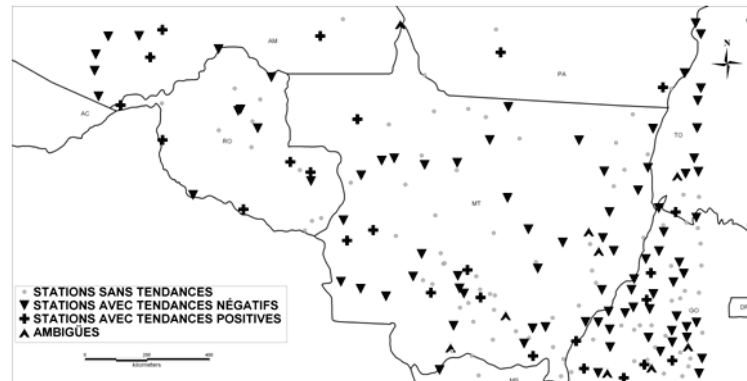 N
AM
PA
AC
TO
RO
MT
GO
DF
STATIONS SANS TENDANCES
STATIONS AVEC TENDANCES NÉGATIFS
STATIONS AVEC TENDANCES POSITIVES
AMBIGÜES
0 200 400
kilometers
MS